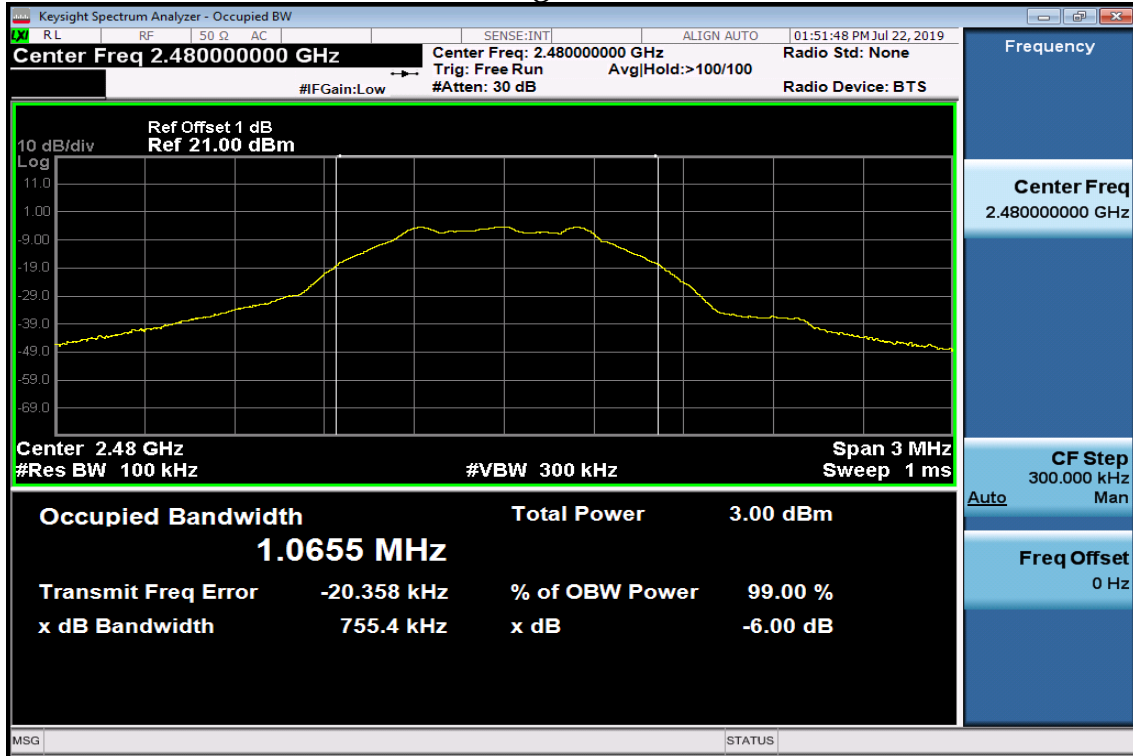 Keysight Spectrum Analyzer - Occupied BW
LXI RL RF 50 Ω AC SENSE:INT ALIGN AUTO 01:51:48 PM Jul 22, 2019
Center Freq 2.480000000 GHz
Center Freq: 2.480000000 GHz Radio Std: None
Trig: Free Run Avg|Hold:>100/100
#IFGain:Low #Atten: 30 dB Radio Device: BTS
Ref Offset 1 dB
10 dB/div Ref 21.00 dBm
Log
11.0
1.00
-9.00
-19.0
-29.0
-39.0
-49.0
-59.0
-69.0
Center 2.48 GHz Span 3 MHz
#Res BW 100 kHz #VBW 300 kHz Sweep 1 ms
Occupied Bandwidth Total Power 3.00 dBm
1.0655 MHz
Transmit Freq Error -20.358 kHz % of OBW Power 99.00 %
x dB Bandwidth 755.4 kHz x dB -6.00 dB
MSG STATUS
Frequency
Center Freq
2.480000000 GHz
CF Step
300.000 kHz
Auto Man
Freq Offset
0 Hz